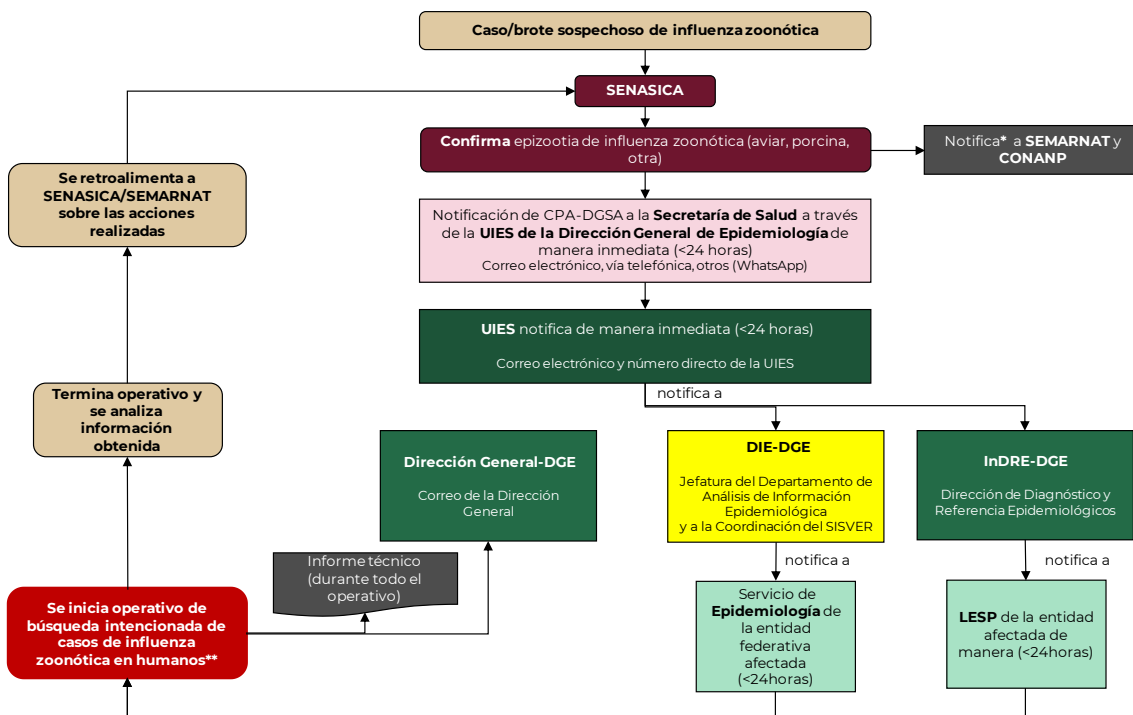 Caso/brote sospechoso de influenza zoonótica
SENASICA
Confirma epizootia de influenza zoonótica (aviar, porcina,
otra)
Notifica* a SEMARNAT y
CONANP
Se retroalimenta a
SENASICA/SEMARNAT
sobre las acciones
realizadas
Notificación de CPA-DGSA a la Secretaría de Salud a través
de la UIES de la Dirección General de Epidemiología de
manera inmediata (<24 horas)
Correo electrónico, vía telefónica, otros (WhatsApp)
UIES notifica de manera inmediata (<24 horas)
Correo electrónico y número directo de la UIES
notifica a
Termina operativo y
se analiza
información
obtenida
Dirección General-DGE
Correo de la Dirección
General
DIE-DGE
Jefatura del Departamento de
Análisis de Información
Epidemiológica
y a la Coordinación del SISVER
InDRE-DGE
Dirección de Diagnóstico y
Referencia Epidemiológicos
notifica a
notifica a
Informe técnico
(durante todo el
operativo)
Se inicia operativo de
búsqueda intencionada de
casos de influenza
zoonótica en humanos**
Servicio de
Epidemiología de
la entidad
federativa
afectada
(<24horas)
LESP de la entidad
afectada de
manera (<24horas)